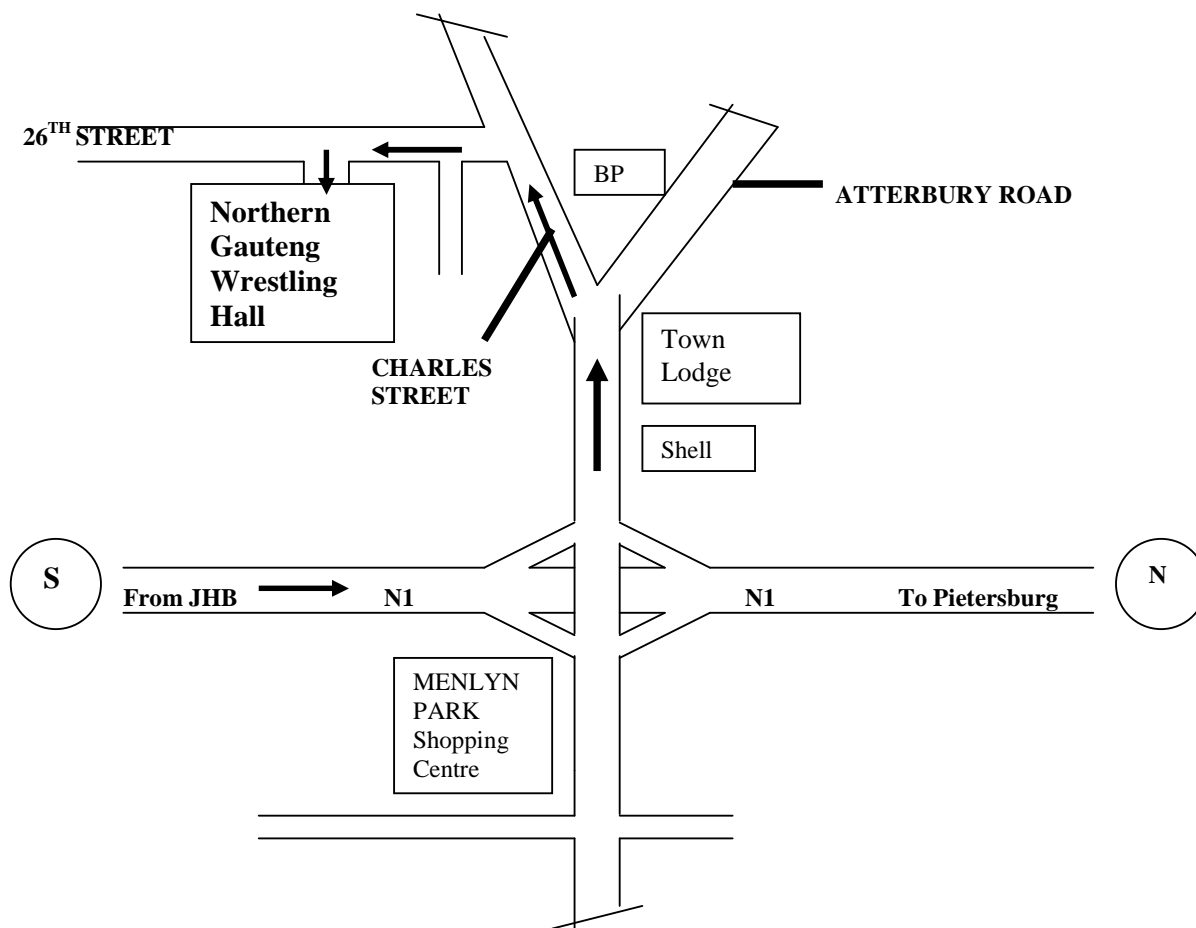 26TH STREET
BP
ATTERBURY ROAD
Northern
Gauteng
Wrestling
Hall
Town
Lodge
CHARLES
STREET
Shell
S
N
From JHB
N1
N1
To Pietersburg
MENLYN
PARK
Shopping
Centre